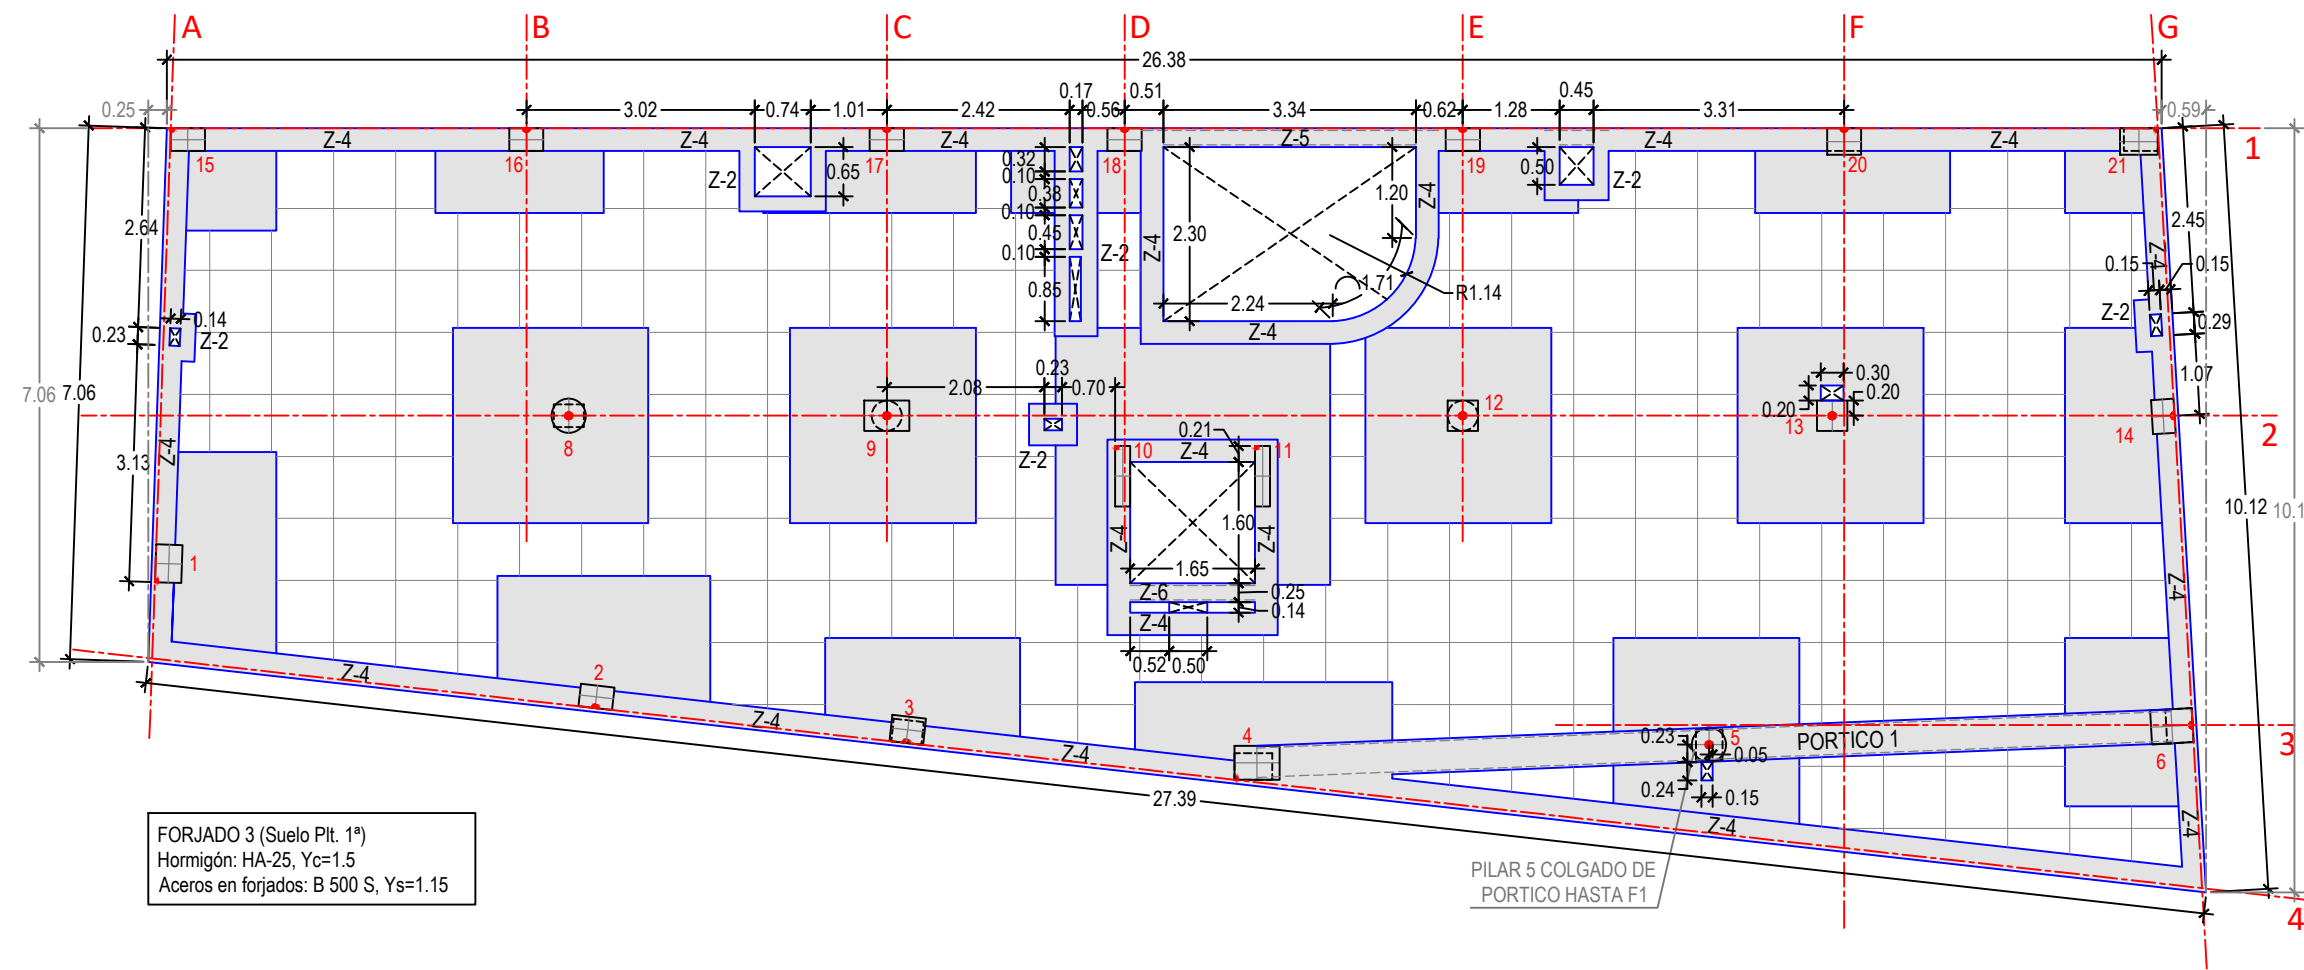 A
B
C
D
E
F
G
26.38
0.25
3.02
0.74
1.01
2.42
0.17
0.56
0.51
3.34
0.62
1.28
0.45
3.31
0.59
Z-4
Z-4
Z-4
Z-5
Z-4
Z-4
1
15
16
17
18
19
20
21
Z-2
0.65
0.32
0.10
0.38
0.10
0.45
0.10
0.85
Z-2
Z-4
2.30
1.20
Z-4
0.50
Z-2
2.64
2.45
Z-4
0.15
0.15
1.71
R1.14
2.24
Z-4
0.14
0.23
Z-2
Z-2
0.29
1.07
7.06
7.06
2.08
0.23
0.70
0.30
0.20
0.20
8
9
12
13
14
2
Z-4
3.13
Z-2
0.21
10
Z-4
11
1
Z-4
1.60
Z-4
1.65
10.12
10.1
Z-6
0.25
0.14
Z-4
Z-4
0.52
0.50
Z-4
2
Z-4
3
Z-4
4
0.23
5
0.05
PORTICO 1
6
3
0.24
0.15
27.39
Z-4
Z-4
FORJADO 3 (Suelo Plt. 1ª)
Hormigón: HA-25, Yc=1.5
Aceros en forjados: B 500 S, Ys=1.15
PILAR 5 COLGADO DE
PORTICO HASTA F1
4